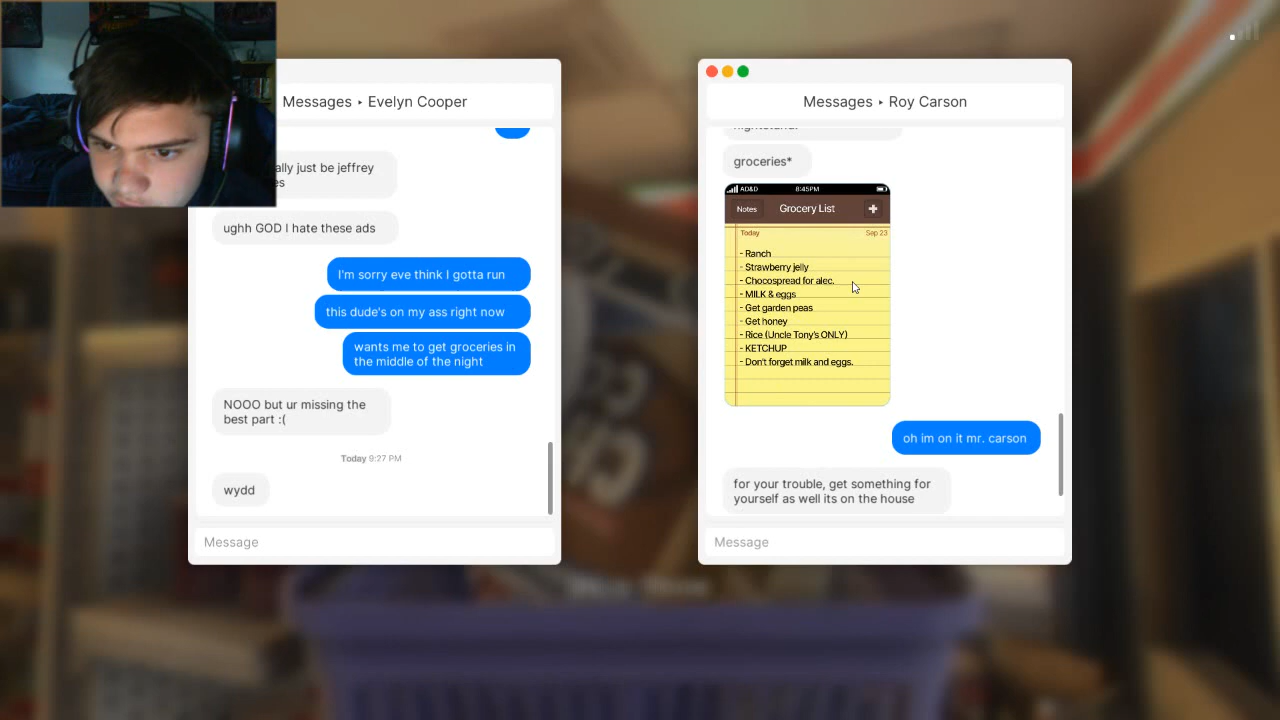 Messages ▸ Evelyn Cooper
ally just be jeffrey
es
ughh GOD I hate these ads
I'm sorry eve think I gotta run
this dude's on my ass right now
wants me to get groceries in
the middle of the night
NOOO but ur missing the
best part :(
Today 9:27 PM
wydd
Message
Messages ▸ Roy Carson
groceries*
AD&D 8:45PM
Notes Grocery List +
Today Sep 23
- Ranch
- Strawberry jelly
- Chocospread for alec.
- MILK & eggs
- Get garden peas
- Get honey
- Rice (Uncle Tony's ONLY)
- KETCHUP
- Don't forget milk and eggs.
oh im on it mr. carson
for your trouble, get something for
yourself as well its on the house
Message